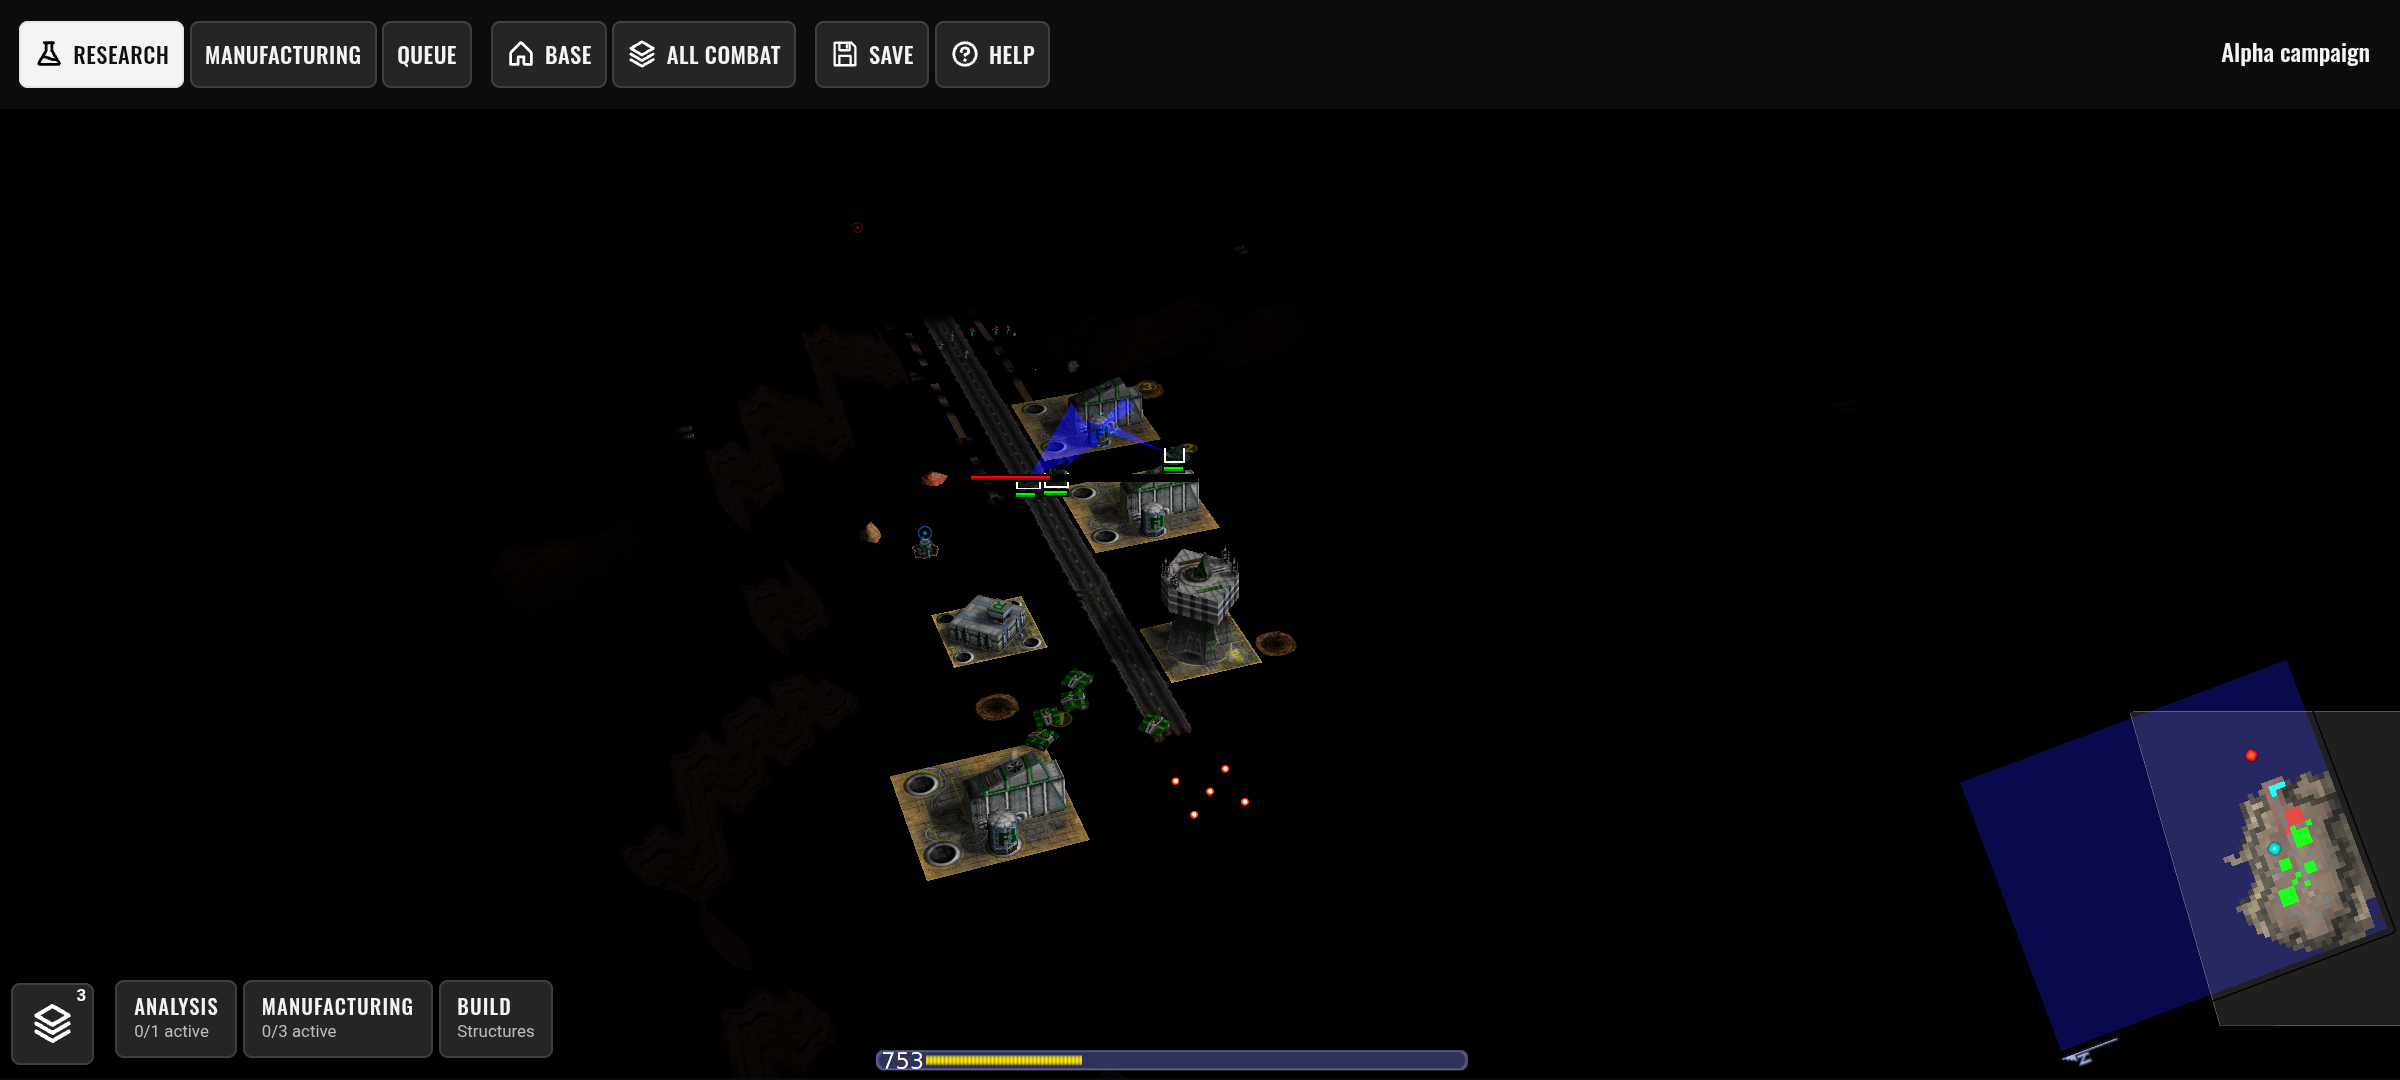 RESEARCH
MANUFACTURING
QUEUE
BASE
ALL COMBAT
SAVE
HELP
Alpha campaign
3
ANALYSIS
0/1 active
MANUFACTURING
0/3 active
BUILD
Structures
753
N